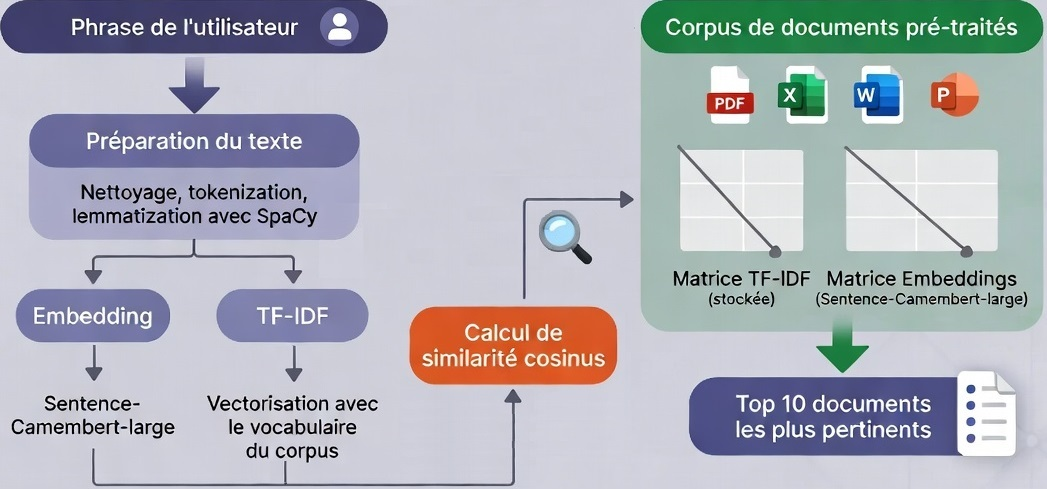 Phrase de l'utilisateur
Préparation du texte
Nettoyage, tokenization,
lemmatization avec SpaCy
Embedding
TF-IDF
Sentence-
Camembert-large
Vectorisation avec
le vocabulaire
du corpus
Calcul de
similarité cosinus
Corpus de documents pré-traités
PDF
X
W
P
Matrice TF-IDF
(stockée)
Matrice Embeddings
(Sentence-Camembert-large)
Top 10 documents
les plus pertinents